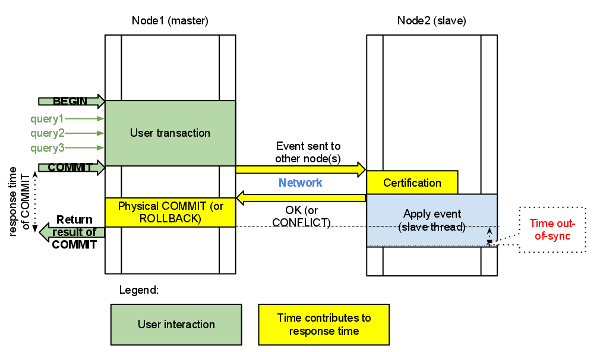 Node1 (master)
Node2 (slave)
BEGIN
query1
query2
query3
User transaction
COMMIT
Event sent to
other node(s)
Network
Certification
response time
of COMMIT
Physical COMMIT (or
ROLLBACK)
OK (or
CONFLICT)
Apply event
(slave thread)
Return
result of
COMMIT
Time out-
of-sync
Legend:
User interaction
Time contributes to
response time